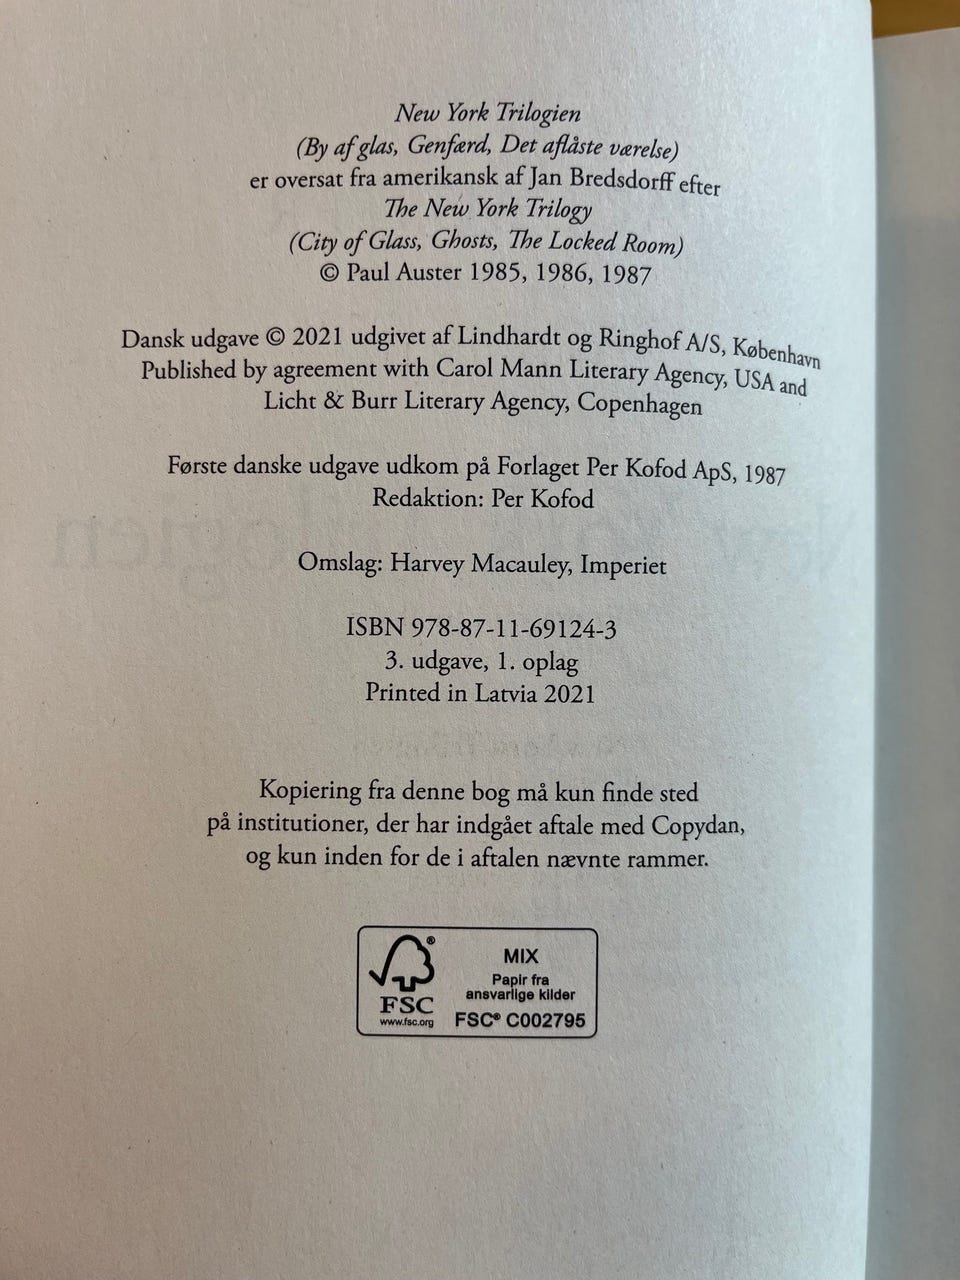 New York Trilogien
(By af glas, Genfærd, Det aflåste værelse)
er oversat fra amerikansk af Jan Bredsdorff efter
The New York Trilogy
(City of Glass, Ghosts, The Locked Room)
© Paul Auster 1985, 1986, 1987
Dansk udgave © 2021 udgivet af Lindhardt og Ringhof A/S, København
Published by agreement with Carol Mann Literary Agency, USA and
Licht & Burr Literary Agency, Copenhagen
Første danske udgave udkom på Forlaget Per Kofod ApS, 1987
Redaktion: Per Kofod
Omslag: Harvey Macauley, Imperiet
ISBN 978-87-11-69124-3
3. udgave, 1. oplag
Printed in Latvia 2021
Kopiering fra denne bog må kun finde sted
på institutioner, der har indgået aftale med Copydan,
og kun inden for de i aftalen nævnte rammer.
®
FSC
www.fsc.org
MIX
Papir fra
ansvarlige kilder
FSC® C002795